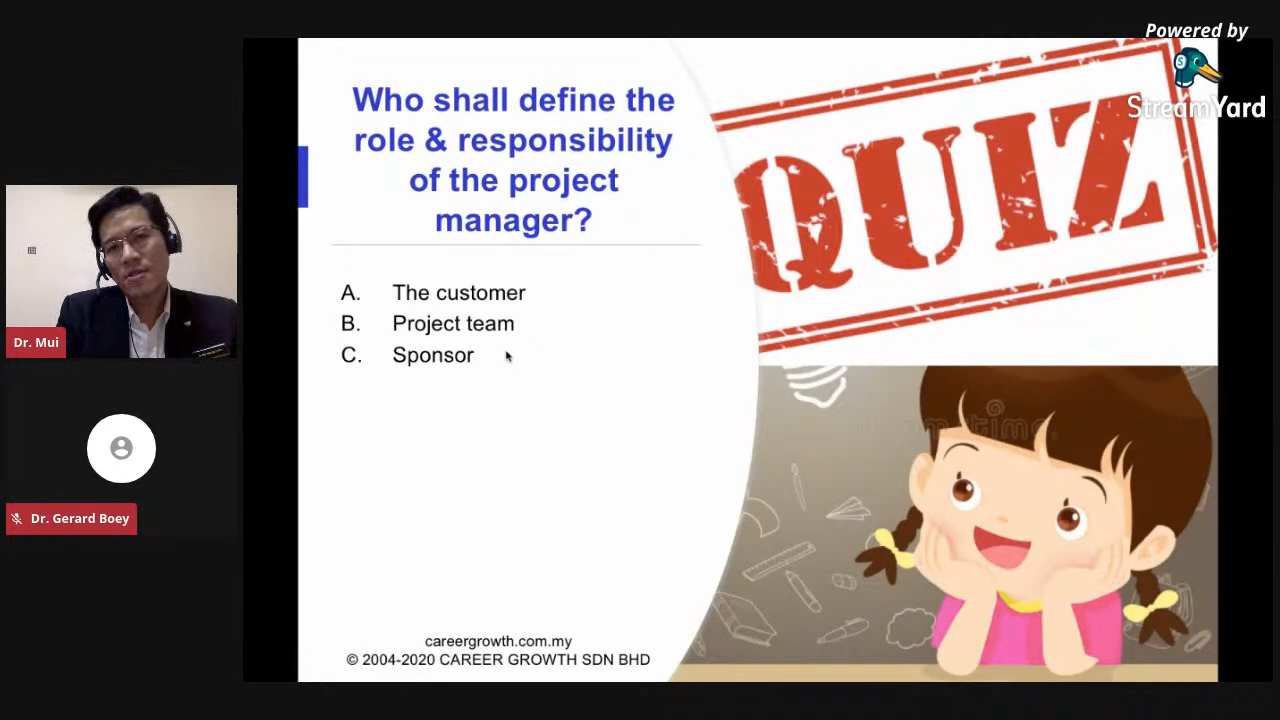 Powered by
StreamYard
Who shall define the
role & responsibility
of the project
manager?
QUIZ
A. The customer
B. Project team
C. Sponsor
Dr. Mui
Dr. Gerard Boey
careergrowth.com.my
© 2004-2020 CAREER GROWTH SDN BHD